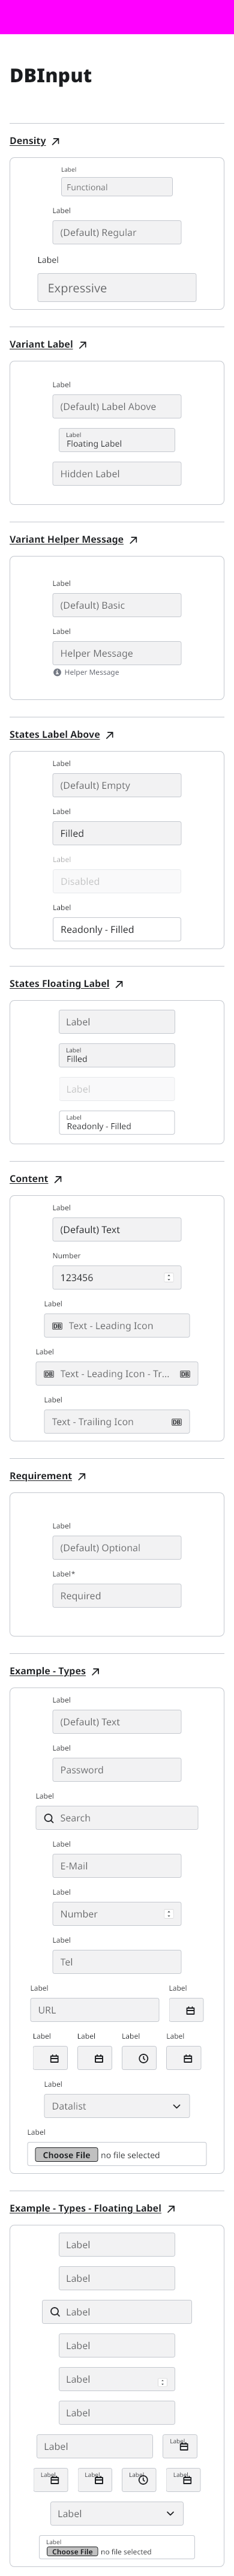 DBInput
Density
Label
Functional
Label
(Default) Regular
Label
Expressive
Variant Label
Label
(Default) Label Above
Label
Floating Label
Hidden Label
Variant Helper Message
Label
(Default) Basic
Label
Helper Message
Helper Message
States Label Above
Label
(Default) Empty
Label
Filled
Label
Disabled
Label
Readonly - Filled
States Floating Label
Label
Label
Filled
Label
Label
Readonly - Filled
Content
Label
(Default) Text
Number
123456
Label
DB Text - Leading Icon
Label
DB Text - Leading Icon - Tr... DB
Label
Text - Trailing Icon DB
Requirement
Label
(Default) Optional
Label*
Required
Example - Types
Label
(Default) Text
Label
Password
Label
Search
Label
E-Mail
Label
Number
Label
Tel
Label Label
URL
Label Label Label Label
Label
Datalist
Label
Choose File no file selected
Example - Types - Floating Label
Label
Label
Label
Label
Label
Label
Label Label
Label Label Label Label
Label
Label
Choose File no file selected